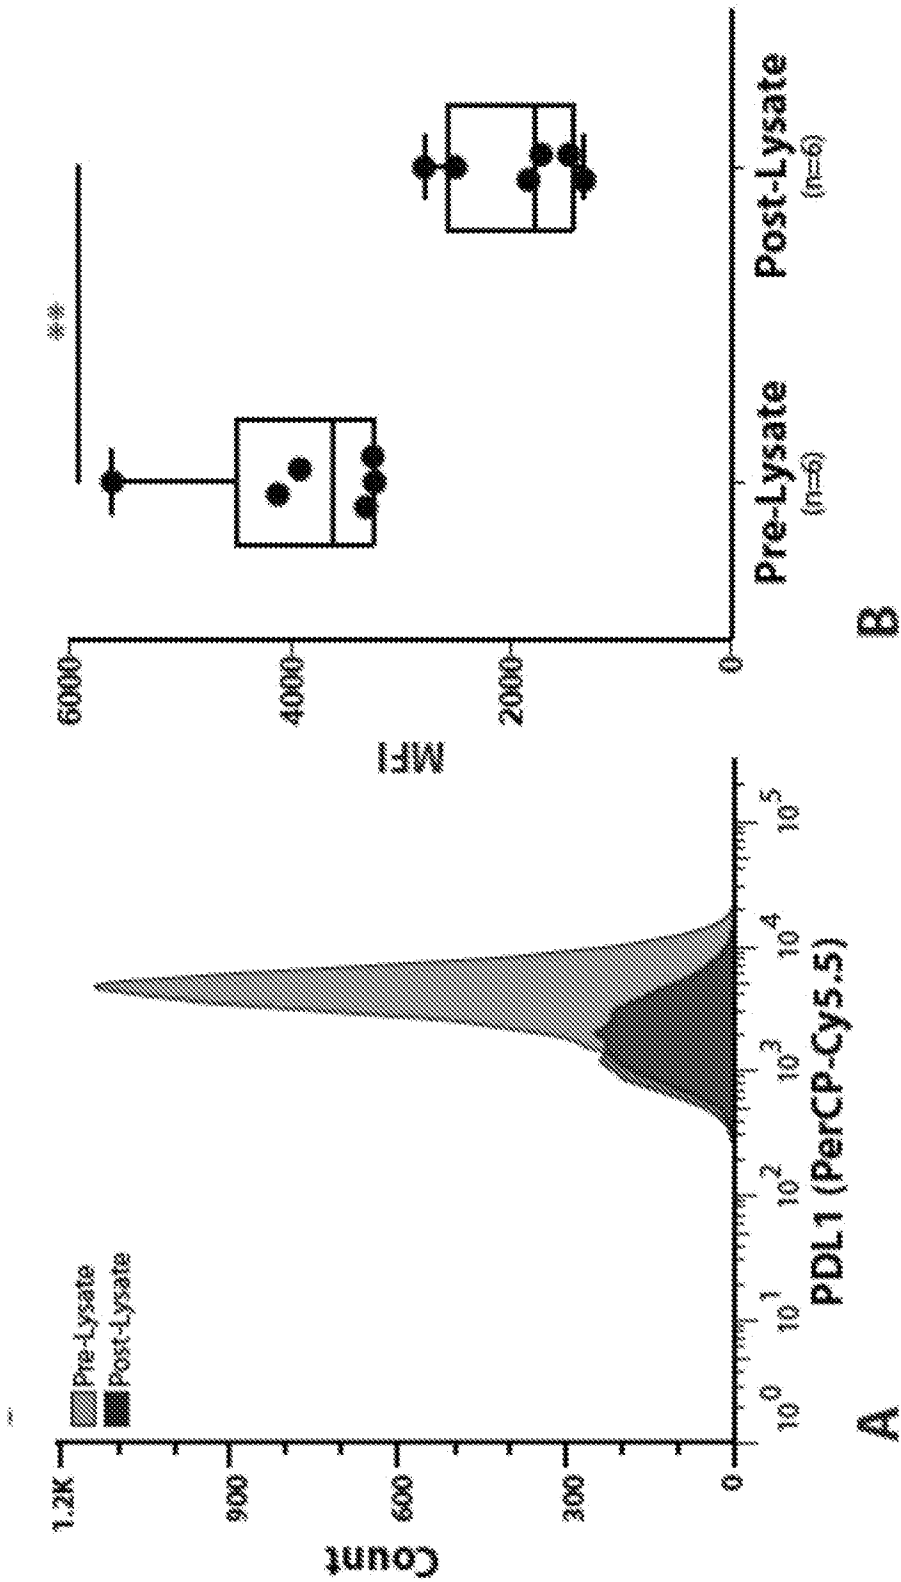 Pre-Lysate
Post-Lysate
Count
1.2K
900
600
300
0
10^0
10^1
10^2
10^3
10^4
10^5
PDL1 (PerCP-Cy5.5)
A
**
MFI
6000
4000
2000
0
Pre-Lysate
(n=6)
Post-Lysate
(n=6)
B